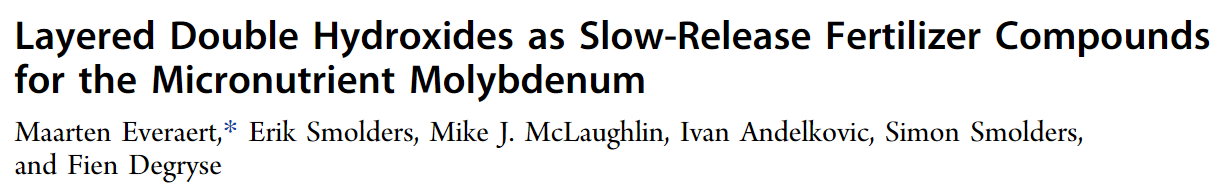 Layered Double Hydroxides as Slow-Release Fertilizer Compounds
for the Micronutrient Molybdenum
Maarten Everaert,* Erik Smolders, Mike J. McLaughlin, Ivan Andelkovic, Simon Smolders,
and Fien Degryse